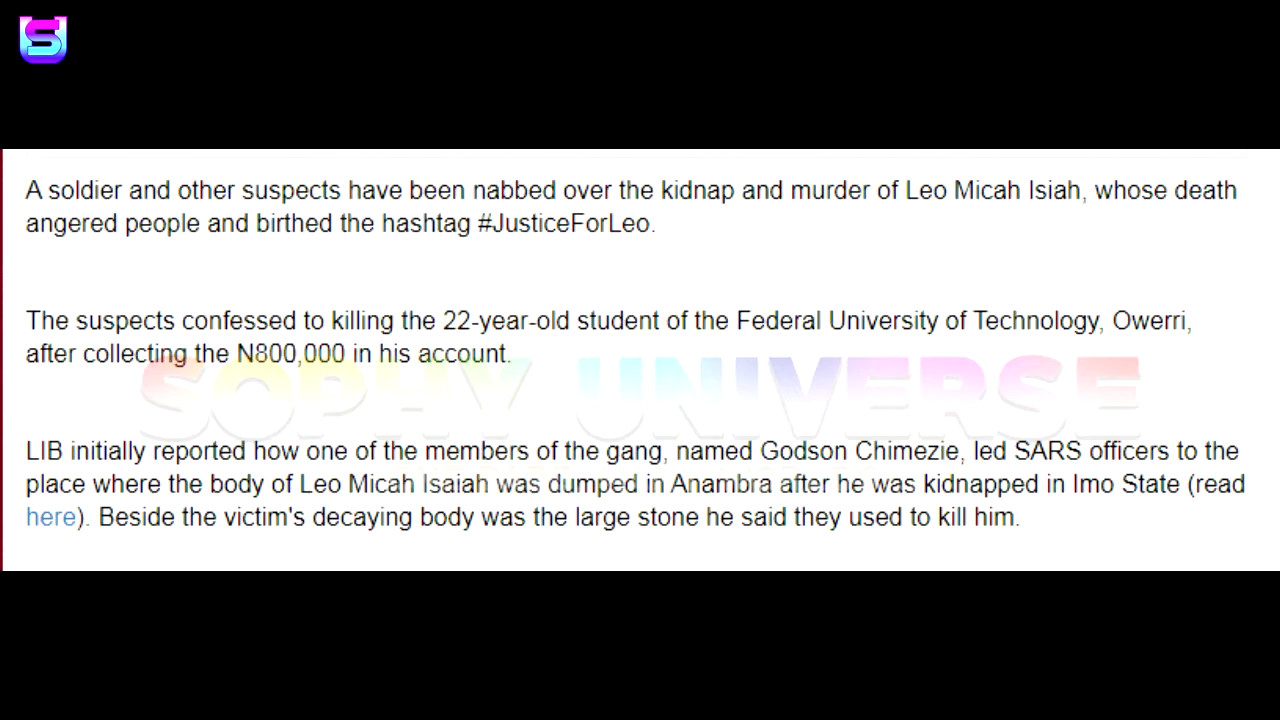 S
A soldier and other suspects have been nabbed over the kidnap and murder of Leo Micah Isiah, whose death
angered people and birthed the hashtag #JusticeForLeo.
The suspects confessed to killing the 22-year-old student of the Federal University of Technology, Owerri,
after collecting the N800,000 in his account.
SOPHY UNIVERSE
LIB initially reported how one of the members of the gang, named Godson Chimezie, led SARS officers to the
place where the body of Leo Micah Isaiah was dumped in Anambra after he was kidnapped in Imo State (read
here). Beside the victim's decaying body was the large stone he said they used to kill him.